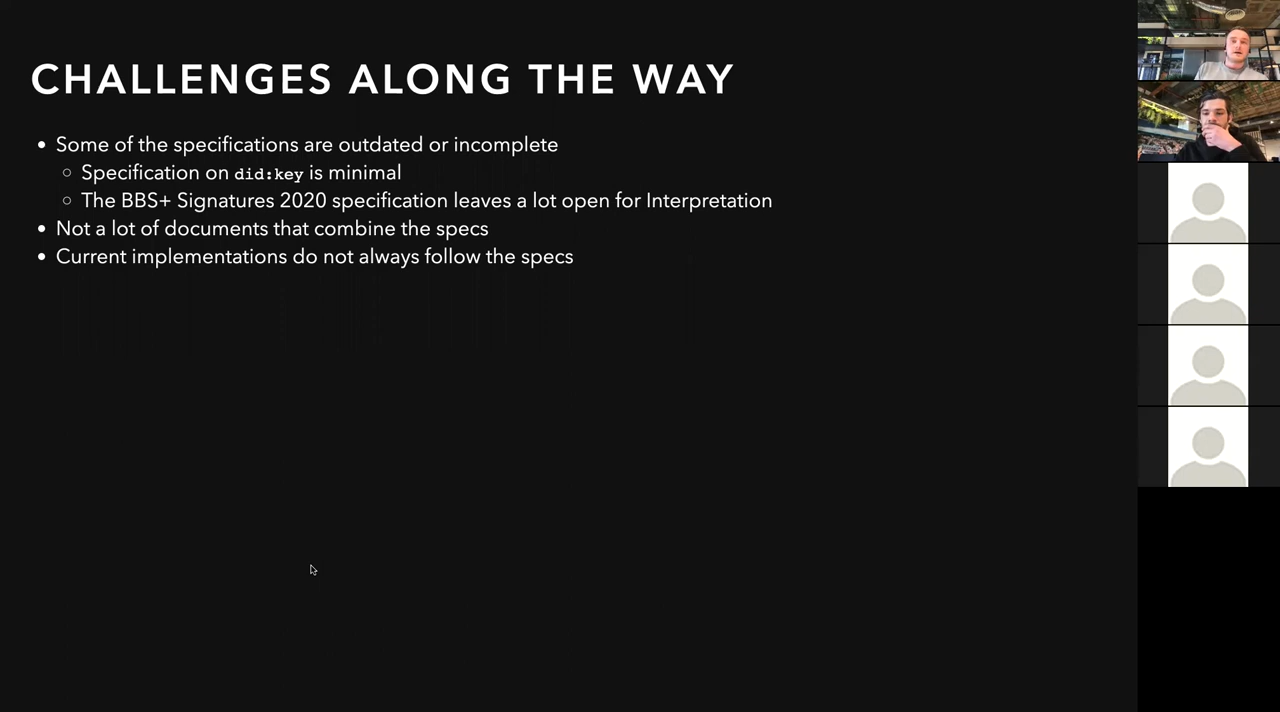 CHALLENGES ALONG THE WAY
• Some of the specifications are outdated or incomplete
○ Specification on did:key is minimal
○ The BBS+ Signatures 2020 specification leaves a lot open for Interpretation
• Not a lot of documents that combine the specs
• Current implementations do not always follow the specs